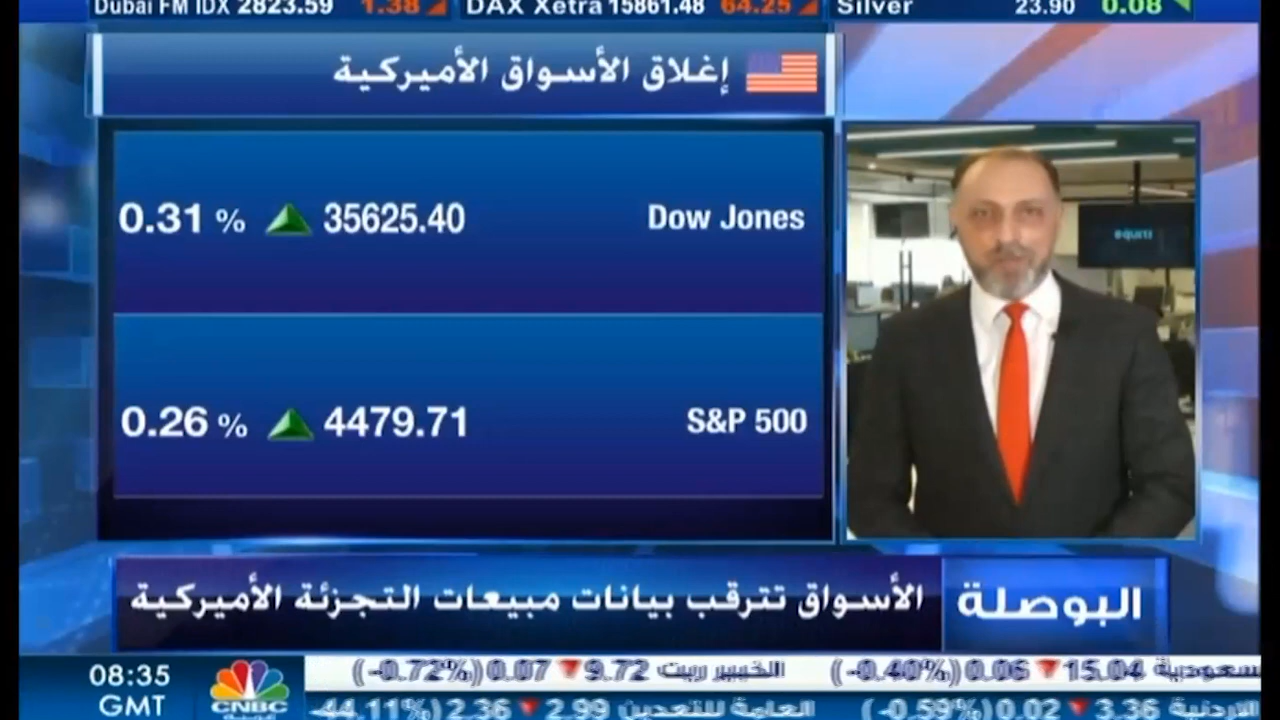 Dubai FM IDX 2823.59 1.38 DAX Xetra 15861.48 64.25 Silver 23.90 0.08
إغلاق الأسواق الأميركية
Dow Jones 35625.40 0.31 %
S&P 500 4479.71 0.26 %
equiti
البوصلة
الأسواق تترقب بيانات مبيعات التجزئة الأميركية
08:35
GMT
CNBC
عربية
15.04 0.06 (-0.40%) الخبير ريت 9.72 0.07 (-0.72%)
3.36 0.02 (-0.59%) العامة للتعدين 2.99 2.36 -44.11%)